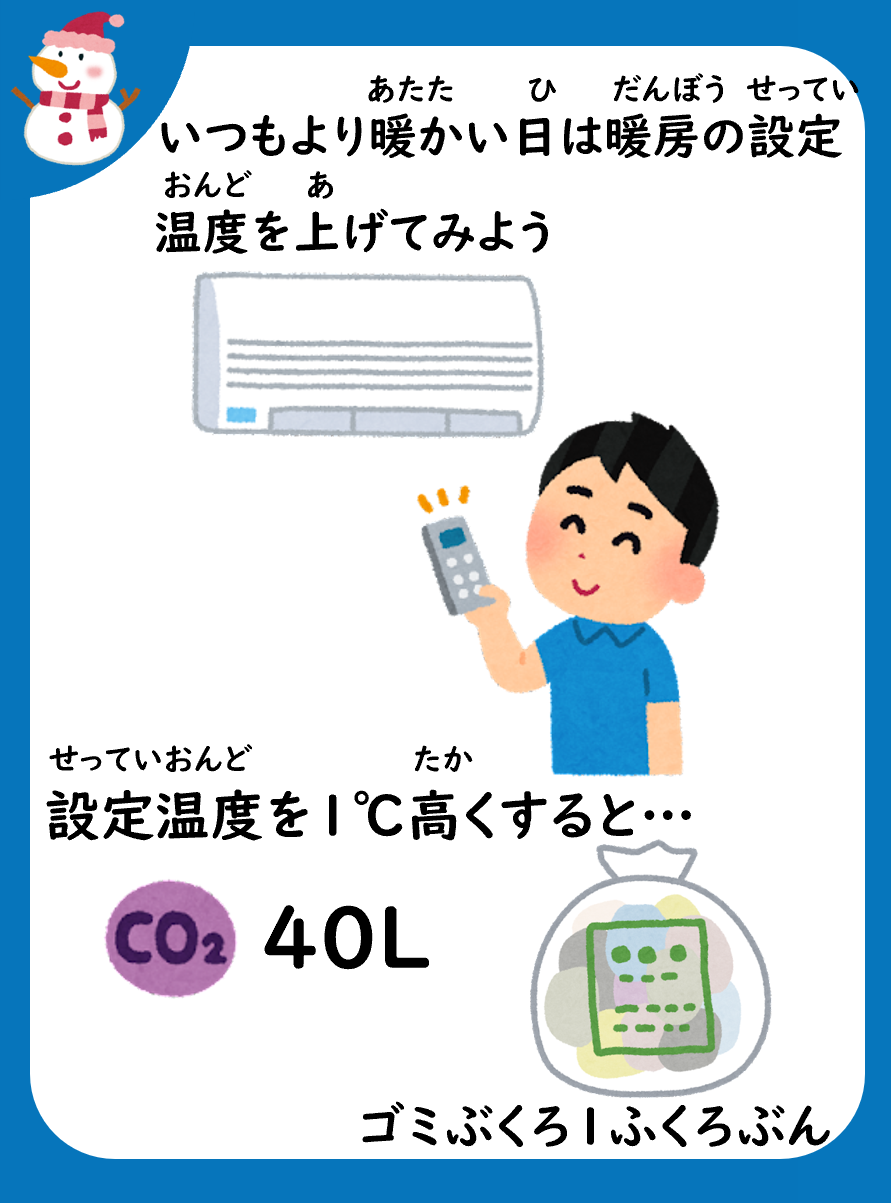 あたた ひ だんぼう せってい
いつもより暖かい日は暖房の設定
おんど あ
温度を上げてみよう
せっていおんど たか
設定温度を1℃高くすると…
CO₂ 40L
ゴミぶくろ1ふくろぶん